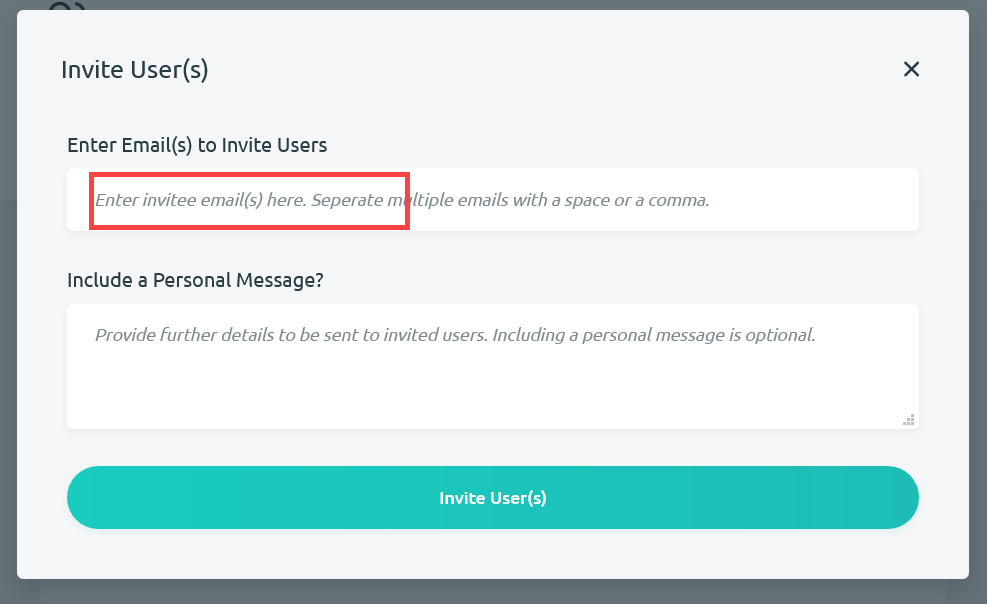 Invite User(s)
Enter Email(s) to Invite Users
Enter invitee email(s) here. Seperate multiple emails with a space or a comma.
Include a Personal Message?
Provide further details to be sent to invited users. Including a personal message is optional.
Invite User(s)